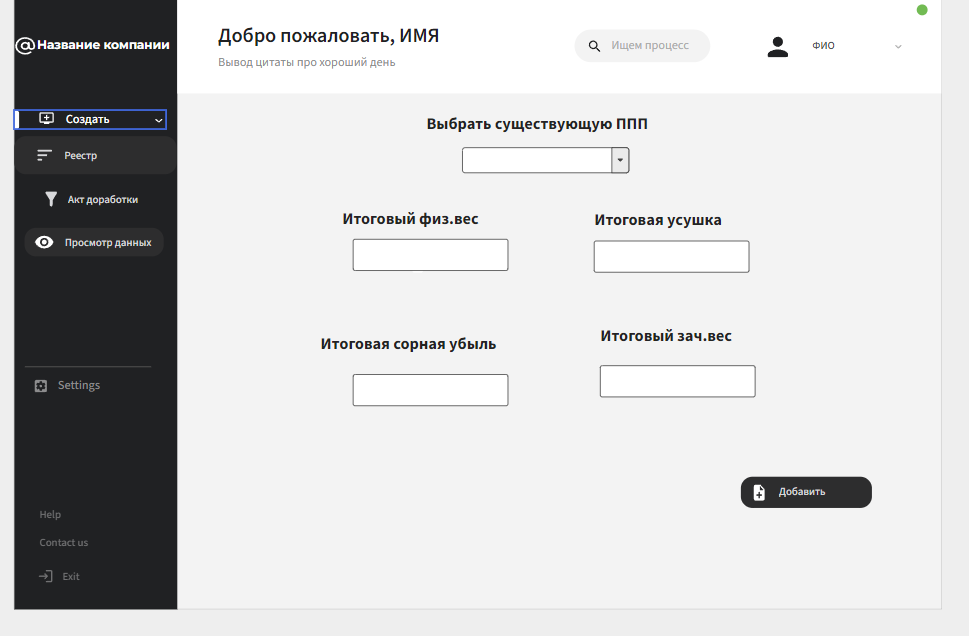 @Название компании
Создать
Реестр
Акт доработки
Просмотр данных
Settings
Help
Contact us
Exit
Добро пожаловать, ИМЯ
Вывод цитаты про хороший день
Ищем процесс
ФИО
Выбрать существующую ППП
Итоговый физ.вес
Итоговая усушка
Итоговая сорная убыль
Итоговый зач.вес
Добавить